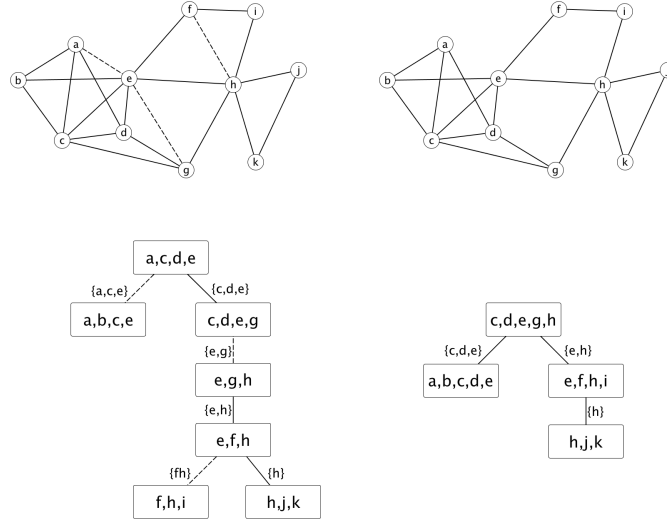 f
i
a
e
j
b
h
d
c
g
k
f
i
a
e
b
h
d
c
g
k
a,c,d,e
{a,c,e}
{c,d,e}
a,b,c,e
c,d,e,g
{e,g}
e,g,h
{e,h}
e,f,h
{fh}
{h}
f,h,i
h,j,k
c,d,e,g,h
{c,d,e}
{e,h}
a,b,c,d,e
e,f,h,i
{h}
h,j,k